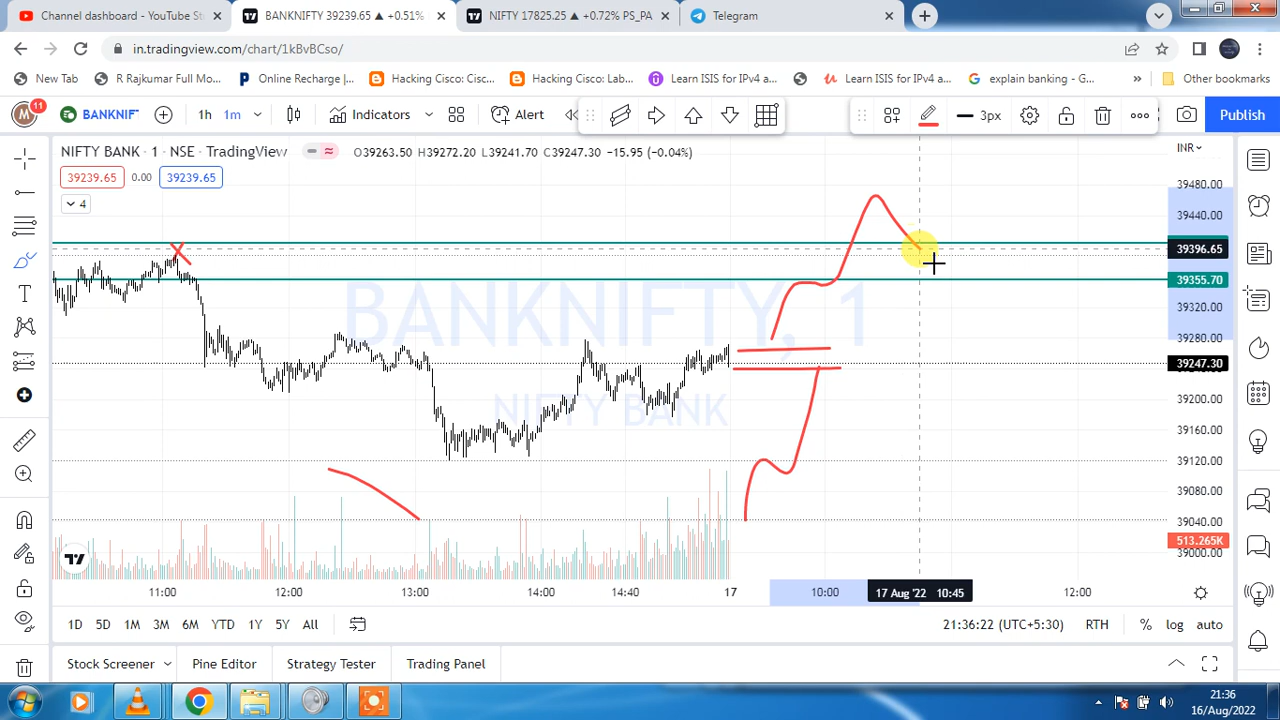 Channel dashboard - YouTube St
BANKNIFTY 39239.65 ▲ +0.51%
NIFTY 17825.25 ▲ +0.72% PS_PA
Telegram
in.tradingview.com/chart/1kBvBCso/
New Tab
R Rajkumar Full Mo...
Online Recharge |...
Hacking Cisco: Cisc...
Hacking Cisco: Lab...
Learn ISIS for IPv4 a...
Learn ISIS for IPv4 a...
explain banking - G...
»
Other bookmarks
M
11
BANKNIF
1h
1m
Indicators
Alert
3px
Publish
NIFTY BANK · 1 · NSE · TradingView
O39263.50 H39272.20 L39241.70 C39247.30 −15.95 (−0.04%)
INR
39239.65
0.00
39239.65
4
39480.00
39440.00
39396.65
39355.70
39320.00
39280.00
39247.30
39200.00
39160.00
39120.00
39080.00
39040.00
513.265K
39000.00
BANKNIFTY, 1
NIFTY BANK
11:00
12:00
13:00
14:00
14:40
17
10:00
17 Aug '22 10:45
12:00
1D
5D
1M
3M
6M
YTD
1Y
5Y
All
21:36:22 (UTC+5:30)
RTH
%
log
auto
Stock Screener
Pine Editor
Strategy Tester
Trading Panel
21:36
16/Aug/2022